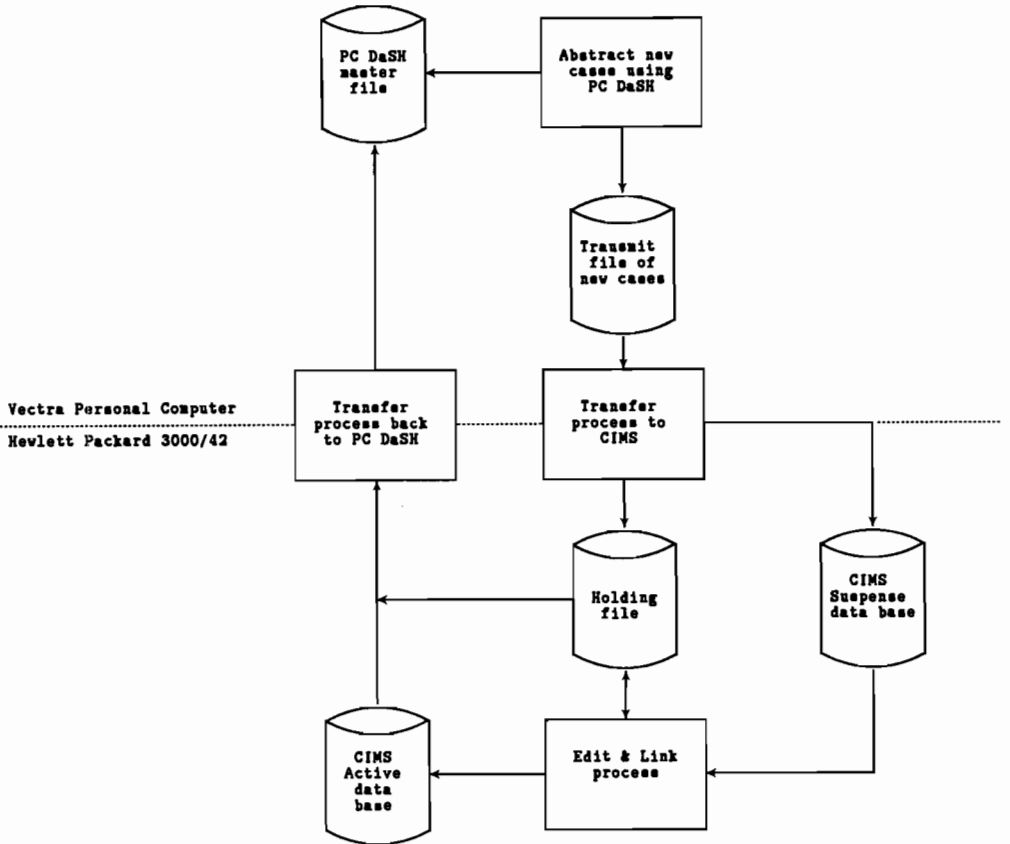 PC DaSH
master
file
Abstract new
cases using
PC DaSH
Transmit
file of
new cases
Vectra Personal Computer
Hewlett Packard 3000/42
Transfer
process back
to PC DaSH
Transfer
process to
CIMS
Holding
file
CIMS
Suspense
data base
CIMS
Active
data
base
Edit & Link
process